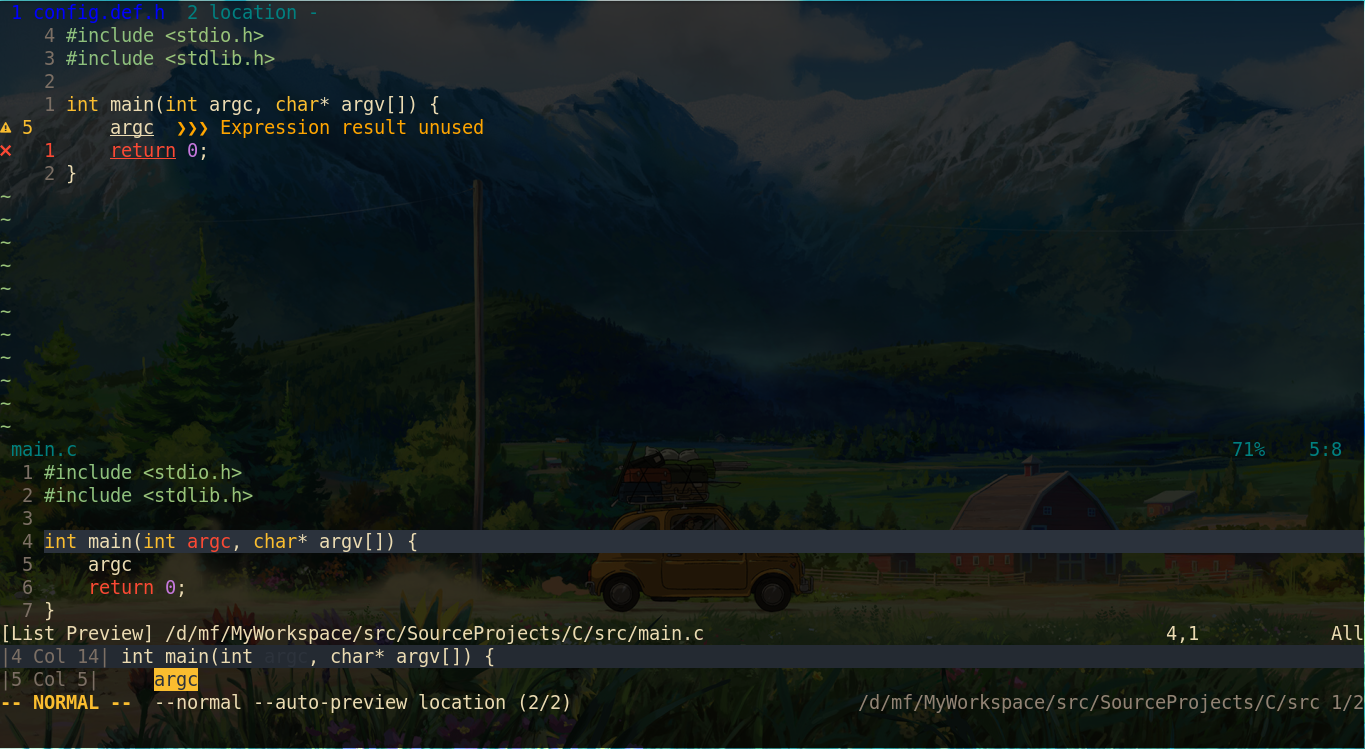 1 config.def.h  2 location -
4 #include <stdio.h>
3 #include <stdlib.h>
2
1 int main(int argc, char* argv[]) {
⚠ 5       argc  ❯❯❯ Expression result unused
✕   1     return 0;
2 }
~
~
~
~
~
~
~
~
~
~
~
main.c                                   71%    5:8
1 #include <stdio.h>
2 #include <stdlib.h>
3
4 int main(int argc, char* argv[]) {
5     argc
6     return 0;
7 }
[List Preview] /d/mf/MyWorkspace/src/SourceProjects/C/src/main.c     4,1     All
|4 Col 14| int main(int argc, char* argv[]) {
|5 Col 5|     argc
-- NORMAL --  --normal --auto-preview location (2/2)     /d/mf/MyWorkspace/src/SourceProjects/C/src 1/2